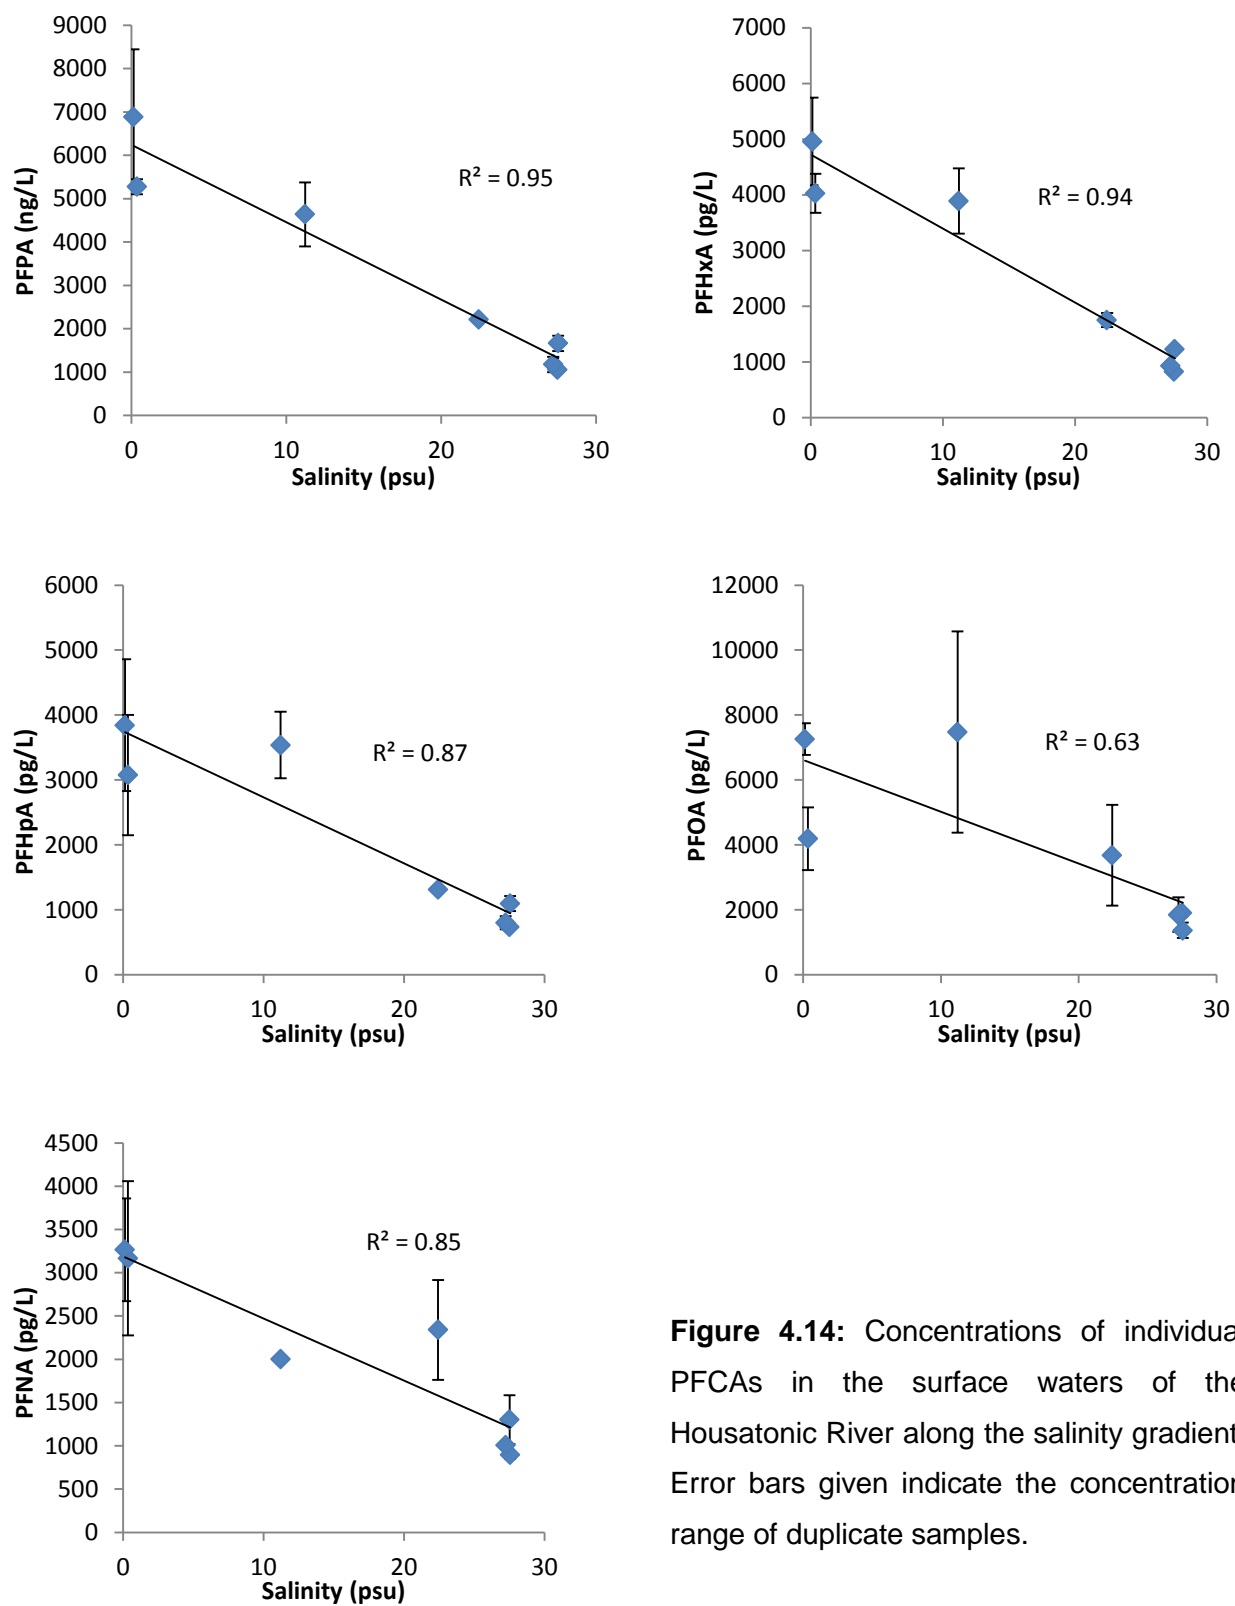 9000
8000
7000
6000
5000
4000
3000
2000
1000
0
PFPA (ng/L)
R² = 0.95
0 10 20 30
Salinity (psu)
7000
6000
5000
4000
3000
2000
1000
0
PFHxA (pg/L)
R² = 0.94
0 10 20 30
Salinity (psu)
6000
5000
4000
3000
2000
1000
0
PFHpA (pg/L)
R² = 0.87
0 10 20 30
Salinity (psu)
12000
10000
8000
6000
4000
2000
0
PFOA (pg/L)
R² = 0.63
0 10 20 30
Salinity (psu)
4500
4000
3500
3000
2500
2000
1500
1000
500
0
PFNA (pg/L)
R² = 0.85
0 10 20 30
Salinity (psu)
Figure 4.14: Concentrations of individua
PFCAs in the surface waters of the
Housatonic River along the salinity gradient
Error bars given indicate the concentration
range of duplicate samples.